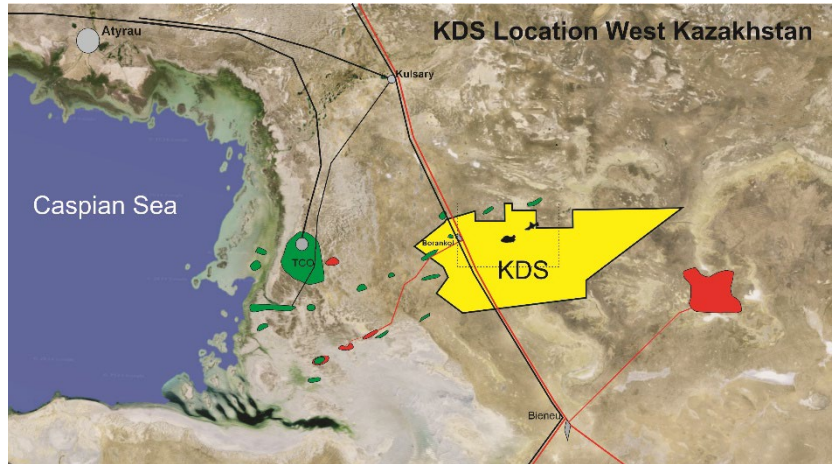 KDS Location West Kazakhstan
Atyrau
Kulsary
Caspian Sea
Borankol
TCO
KDS
Bieneu